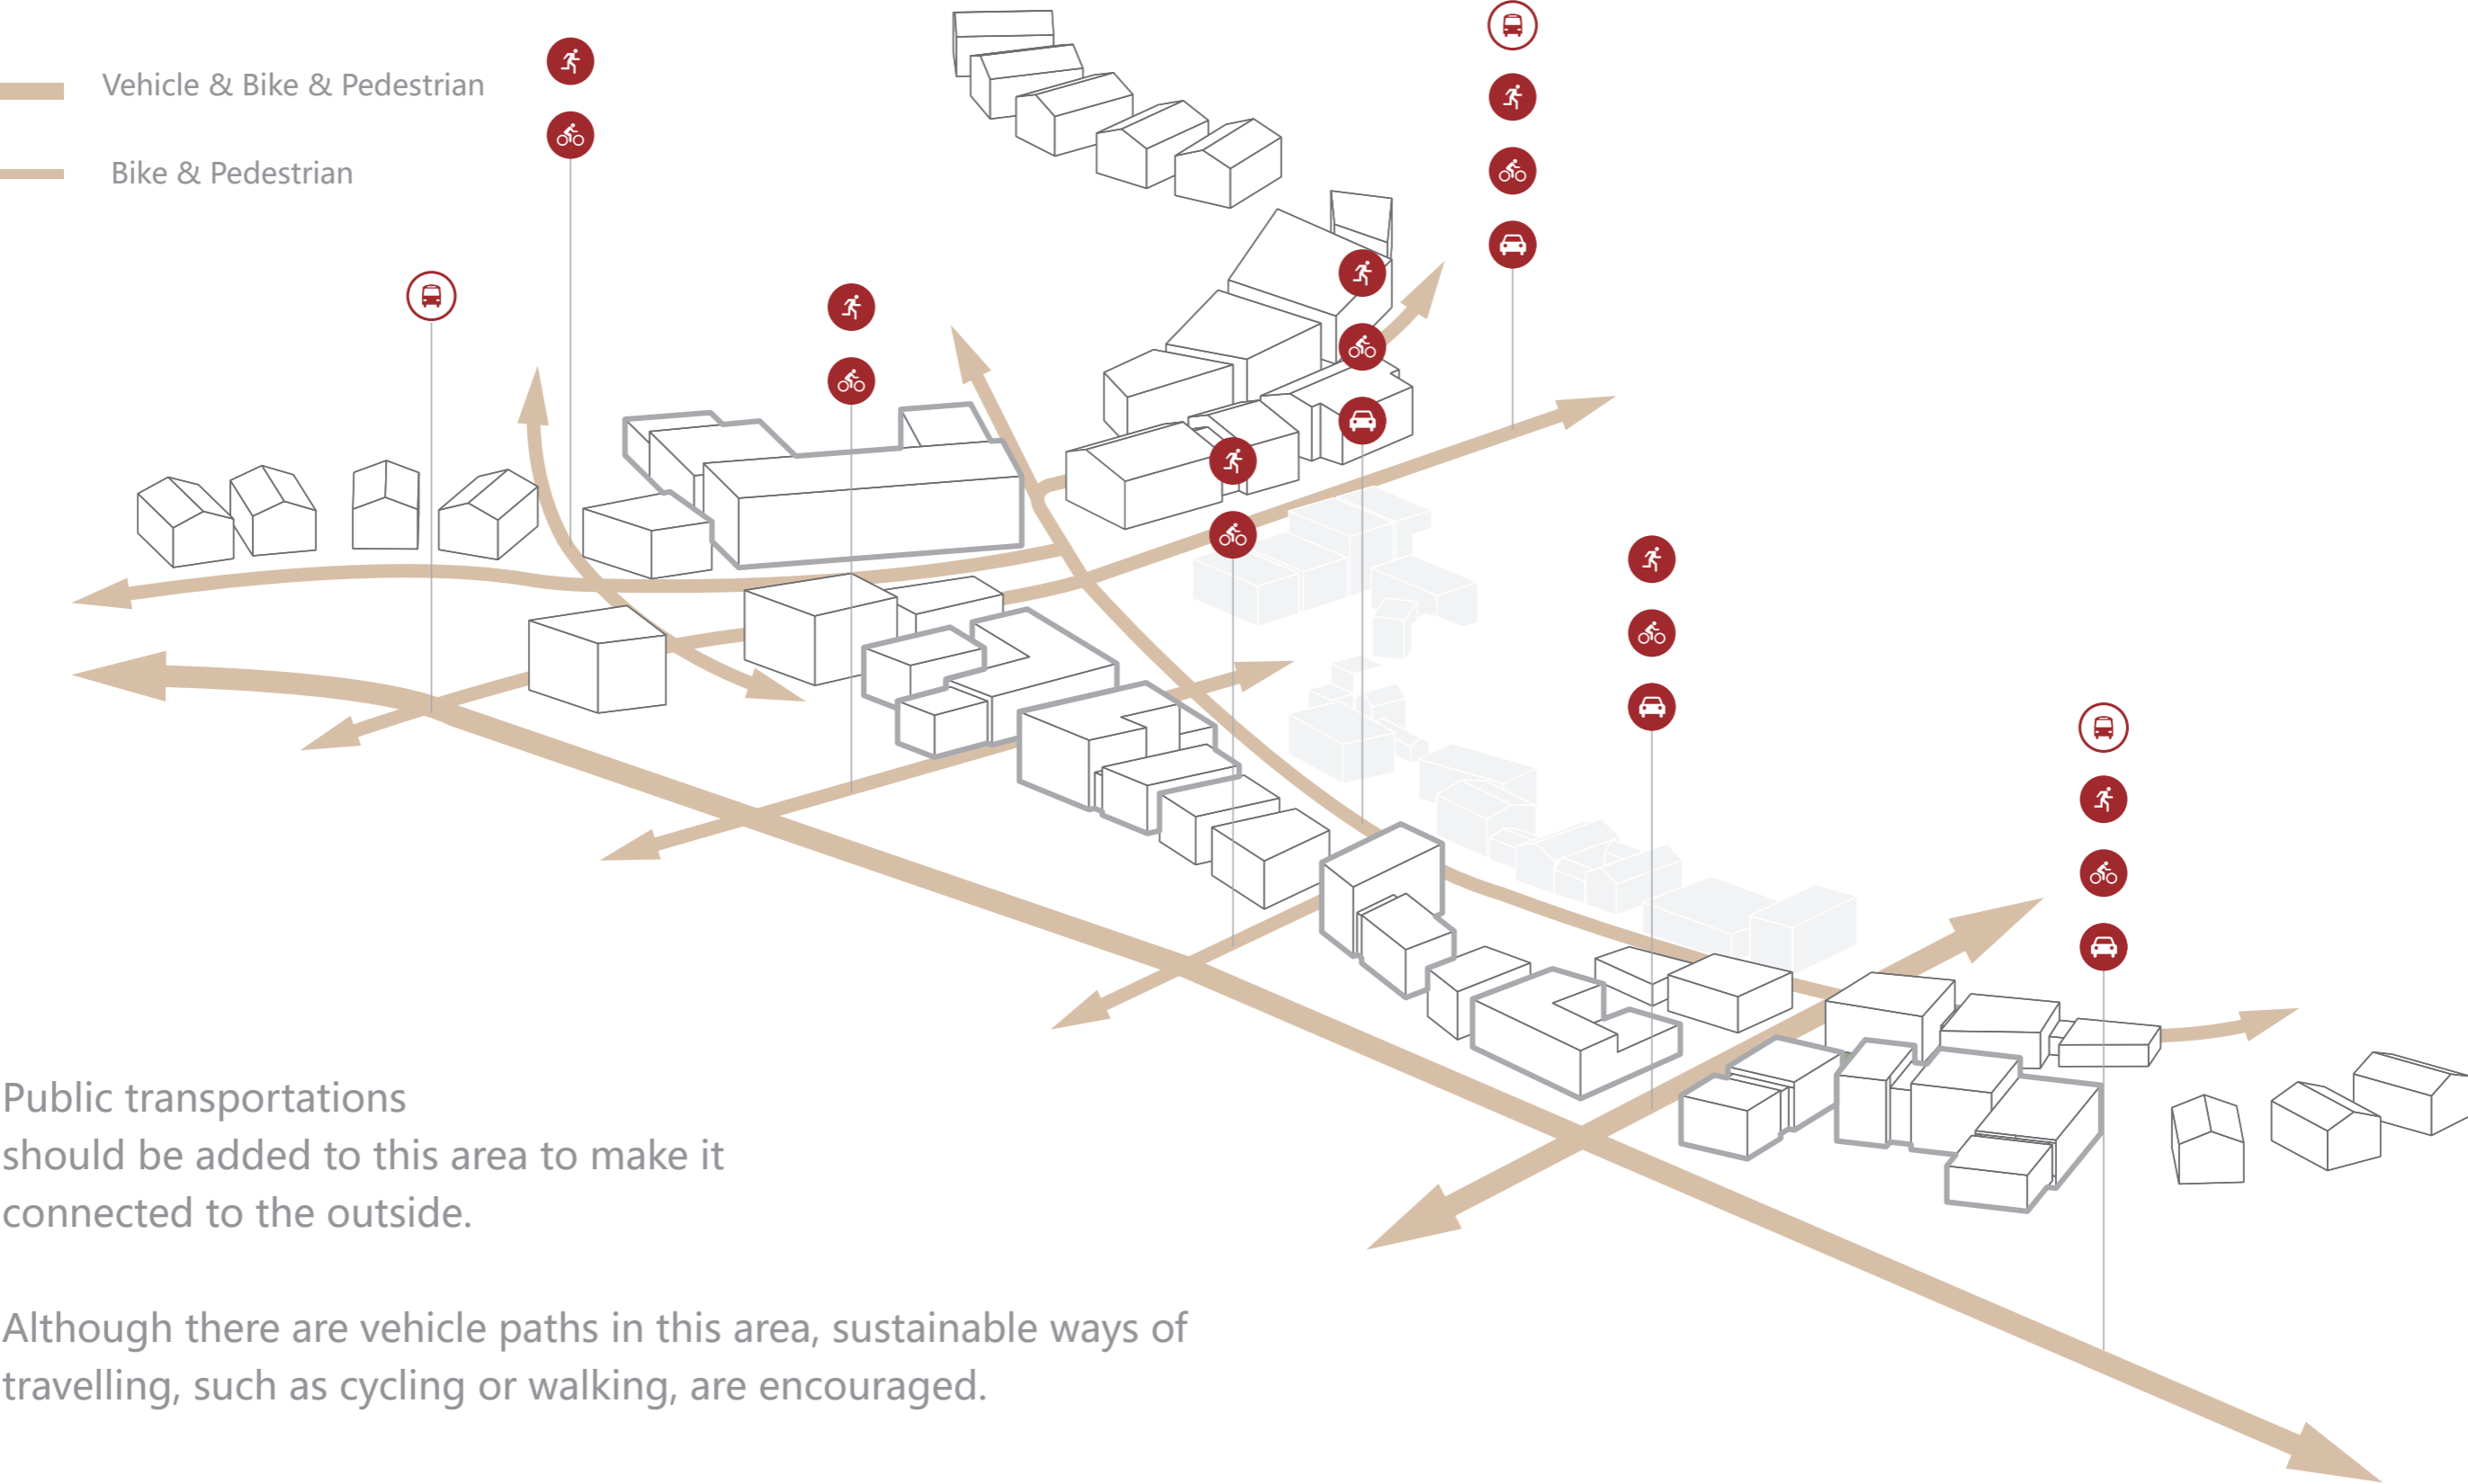 Vehicle & Bike & Pedestrian
Bike & Pedestrian
Public transportations
should be added to this area to make it
connected to the outside.
Although there are vehicle paths in this area, sustainable ways of
travelling, such as cycling or walking, are encouraged.